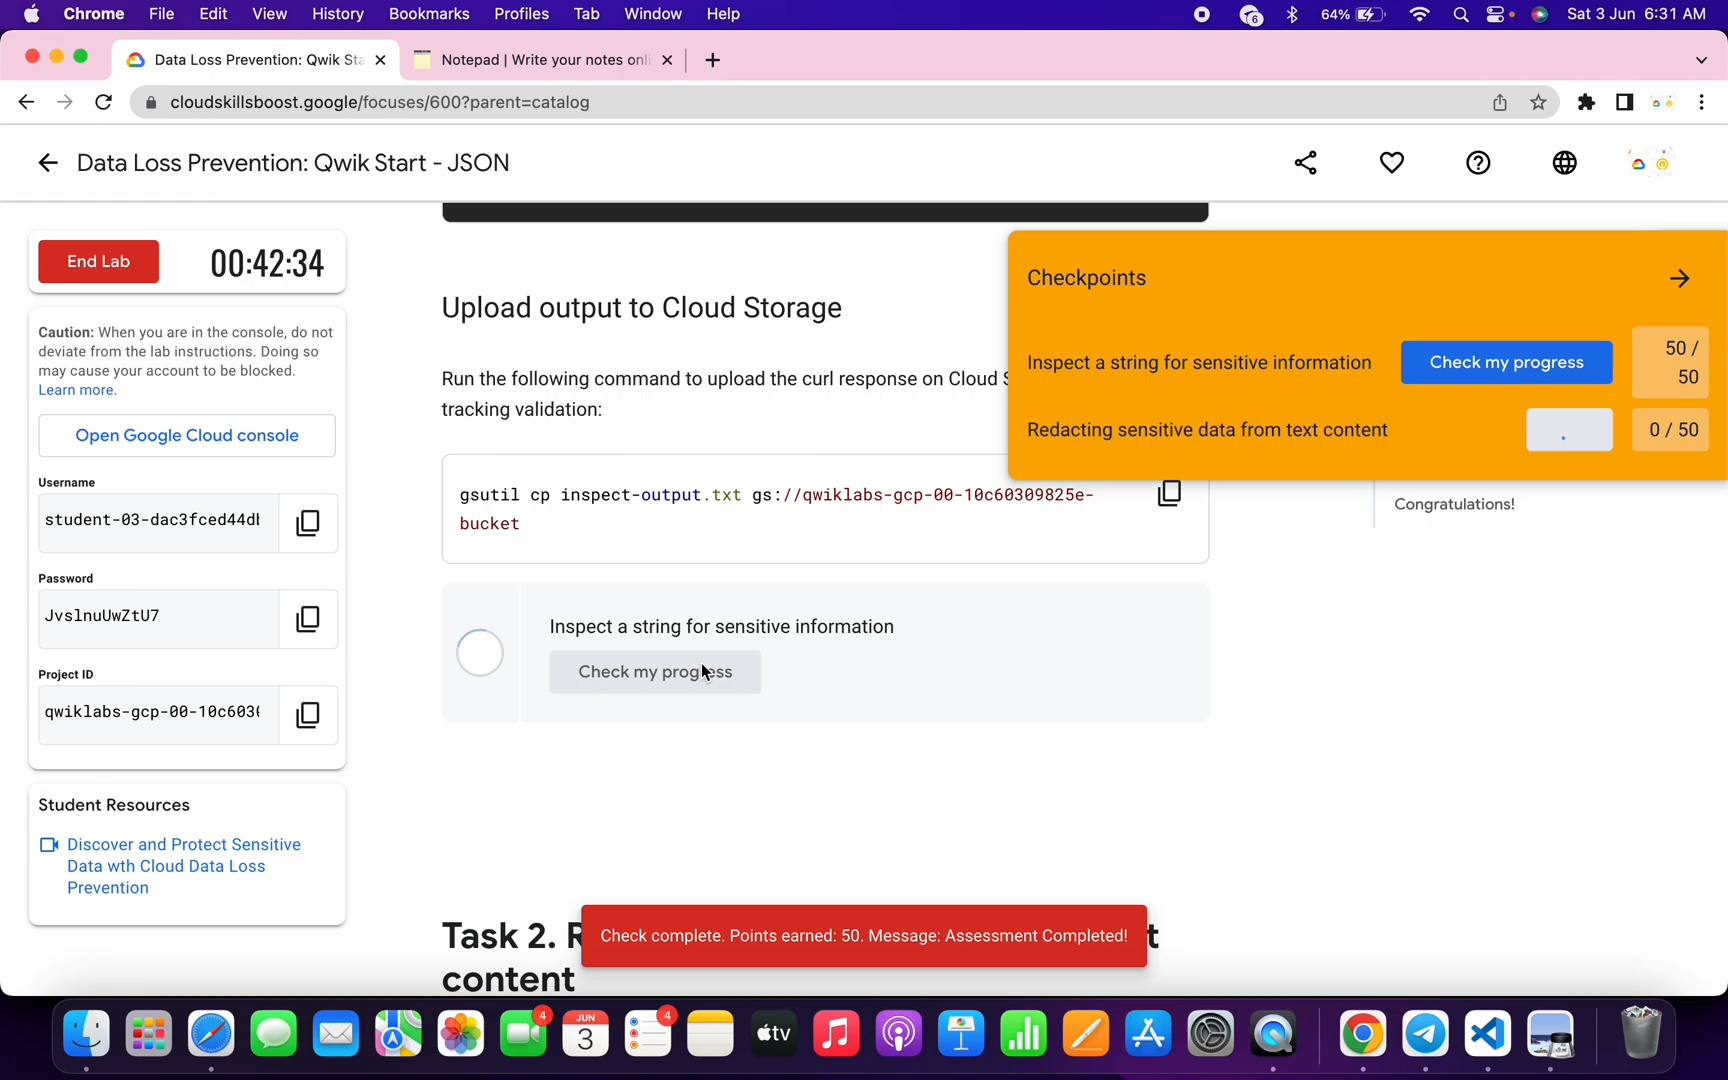 Chrome File Edit View History Bookmarks Profiles Tab Window Help
6 64% Sat 3 Jun 6:31 AM
Data Loss Prevention: Qwik Sta
Notepad | Write your notes onli
cloudskillsboost.google/focuses/600?parent=catalog
Data Loss Prevention: Qwik Start - JSON
End Lab
00:42:34
Caution: When you are in the console, do not
deviate from the lab instructions. Doing so
may cause your account to be blocked.
Learn more.
Open Google Cloud console
Username
student-03-dac3fced44db
Password
JvslnuUwZtU7
Project ID
qwiklabs-gcp-00-10c6030
Student Resources
Discover and Protect Sensitive
Data wth Cloud Data Loss
Prevention
Upload output to Cloud Storage
Run the following command to upload the curl response on Cloud S
tracking validation:
gsutil cp inspect-output.txt gs://qwiklabs-gcp-00-10c60309825e-
bucket
Inspect a string for sensitive information
Check my progress
Task 2. R
t
content
Check complete. Points earned: 50. Message: Assessment Completed!
Checkpoints
Inspect a string for sensitive information
Check my progress
50 /
50
Redacting sensitive data from text content
0 / 50
Congratulations!
4
JUN
3
4
tv